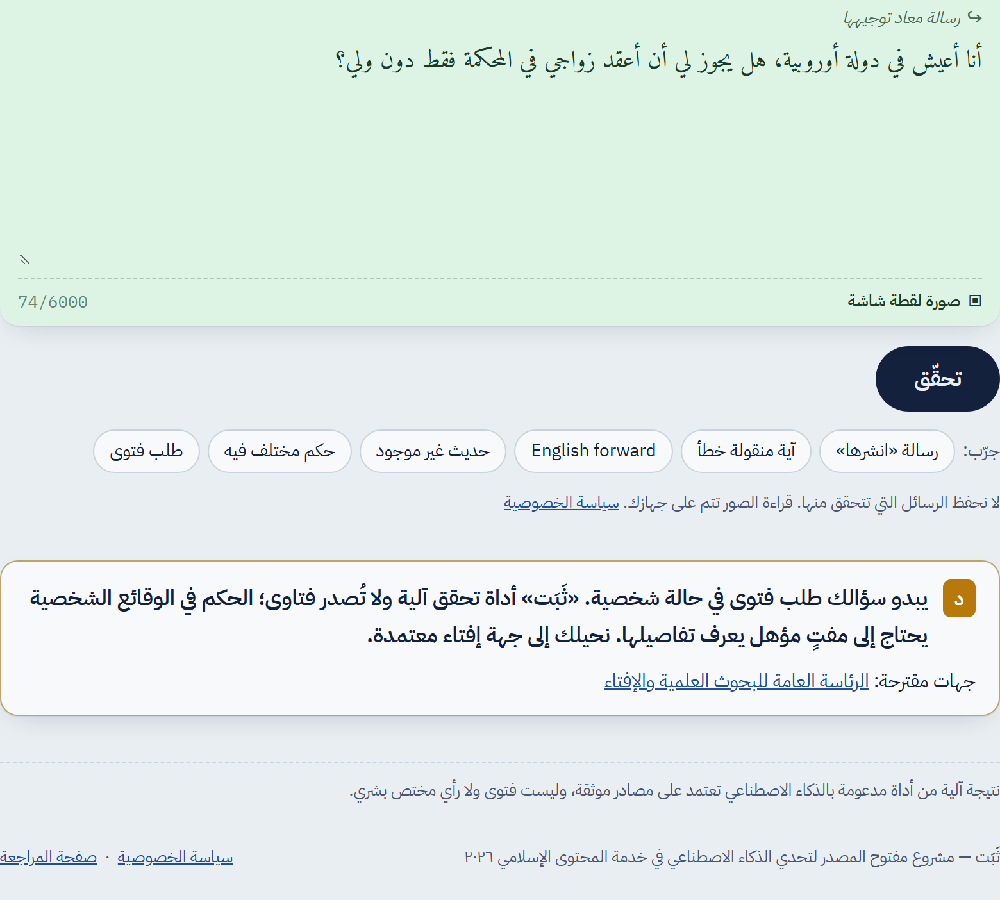 ↪ رسالة معاد توجيهها
أنا أعيش في دولة أوروبية، هل يجوز لي أن أعقد زواجي في المحكمة فقط دون ولي؟
▣ صورة لقطة شاشة
74/6000
تحقّق
جرّب: رسالة «انشرها» آية منقولة خطأ English forward حديث غير موجود حكم مختلف فيه طلب فتوى
لا نحفظ الرسائل التي تتحقق منها. قراءة الصور تتم على جهازك. سياسة الخصوصية
د
يبدو سؤالك طلب فتوى في حالة شخصية. «ثَبَت» أداة تحقق آلية ولا تُصدر فتاوى؛ الحكم في الوقائع الشخصية
يحتاج إلى مفتٍ مؤهل يعرف تفاصيلها. نحيلك إلى جهة إفتاء معتمدة.
جهات مقترحة: الرئاسة العامة للبحوث العلمية والإفتاء
نتيجة آلية من أداة مدعومة بالذكاء الاصطناعي تعتمد على مصادر موثقة، وليست فتوى ولا رأي مختص بشري.
ثَبَت — مشروع مفتوح المصدر لتحدي الذكاء الاصطناعي في خدمة المحتوى الإسلامي ٢٠٢٦
سياسة الخصوصية · صفحة المراجعة